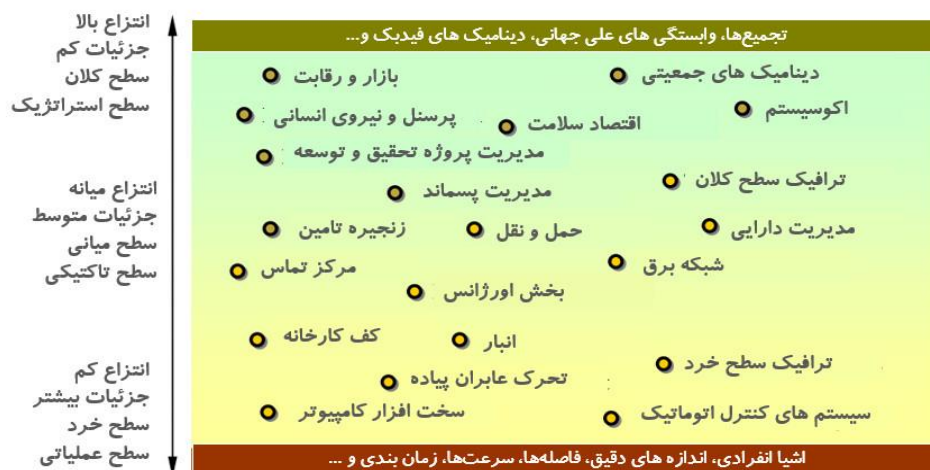 انتزاع بالا
جزئیات کم
سطح کلان
سطح استراتژیک
انتزاع میانه
جزئیات متوسط
سطح میانی
سطح تاکتیکی
انتزاع کم
جزئیات بیشتر
سطح خرد
سطح عملیاتی
تجمیع‌ها، وابستگی های علی جهانی، دینامیک های فیدبک و...
دینامیک های جمعیتی
بازار و رقابت
اکوسیستم
اقتصاد سلامت
پرسنل و نیروی انسانی
مدیریت پروژه تحقیق و توسعه
ترافیک سطح کلان
مدیریت پسماند
مدیریت دارایی
حمل و نقل
زنجیره تامین
شبکه برق
مرکز تماس
بخش اورژانس
انبار
کف کارخانه
ترافیک سطح خرد
تحرک عابران پیاده
سیستم های کنترل اتوماتیک
سخت افزار کامپیوتر
اشیا انفرادی، اندازه های دقیق، فاصله‌ها، سرعت‌ها، زمان بندی و ...